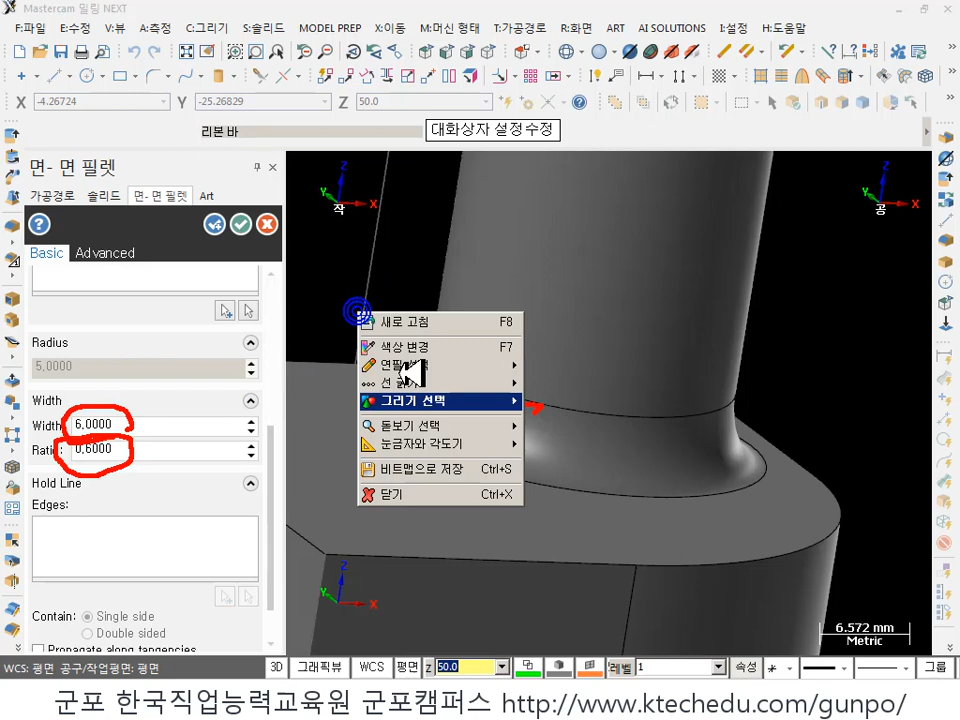 Mastercam 밀링 NEXT
F:파일 E:수정 V:뷰 A:측정 C:그리기 S:솔리드 MODEL PREP X:이동 M:머신 형태 T:가공경로 R:화면 ART AI SOLUTIONS I:설정 H:도움말
X -4.26724 Y -25.26829 Z 50.0
리본 바
대화상자 설정수정
면- 면 필렛
가공경로 솔리드 면- 면 필렛 Art
Basic Advanced
Radius
5,0000
Width
Width: 6,0000
0,6000
Hold Line
Edges:
Contain: Single side
Double sided
Propagate along tangencies
Z
Y
X
작
Z
Y
X
공
새로 고침 F8
색상 변경 F7
그리기 선택
돋보기 선택
눈금자와 각도기
비트맵으로 저장 Ctrl+S
닫기 Ctrl+X
Z
Y
X
6.572 mm
Metric
WCS: 평면 공구/작업평면: 평면 3D 그래픽뷰 WCS 평면 Z 50.0 레벨 1 속성 그룹
군포 한국직업능력교육원 군포캠퍼스 http://www.ktechedu.com/gunpo/